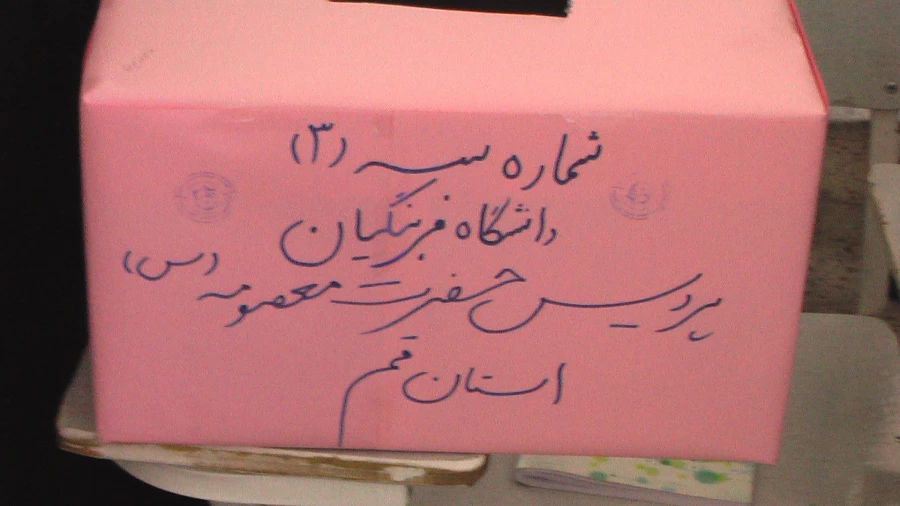 شماره سه (۳)
دانشگاه فرهنگیان
پردیس حضرت معصومه (س)
استان قم